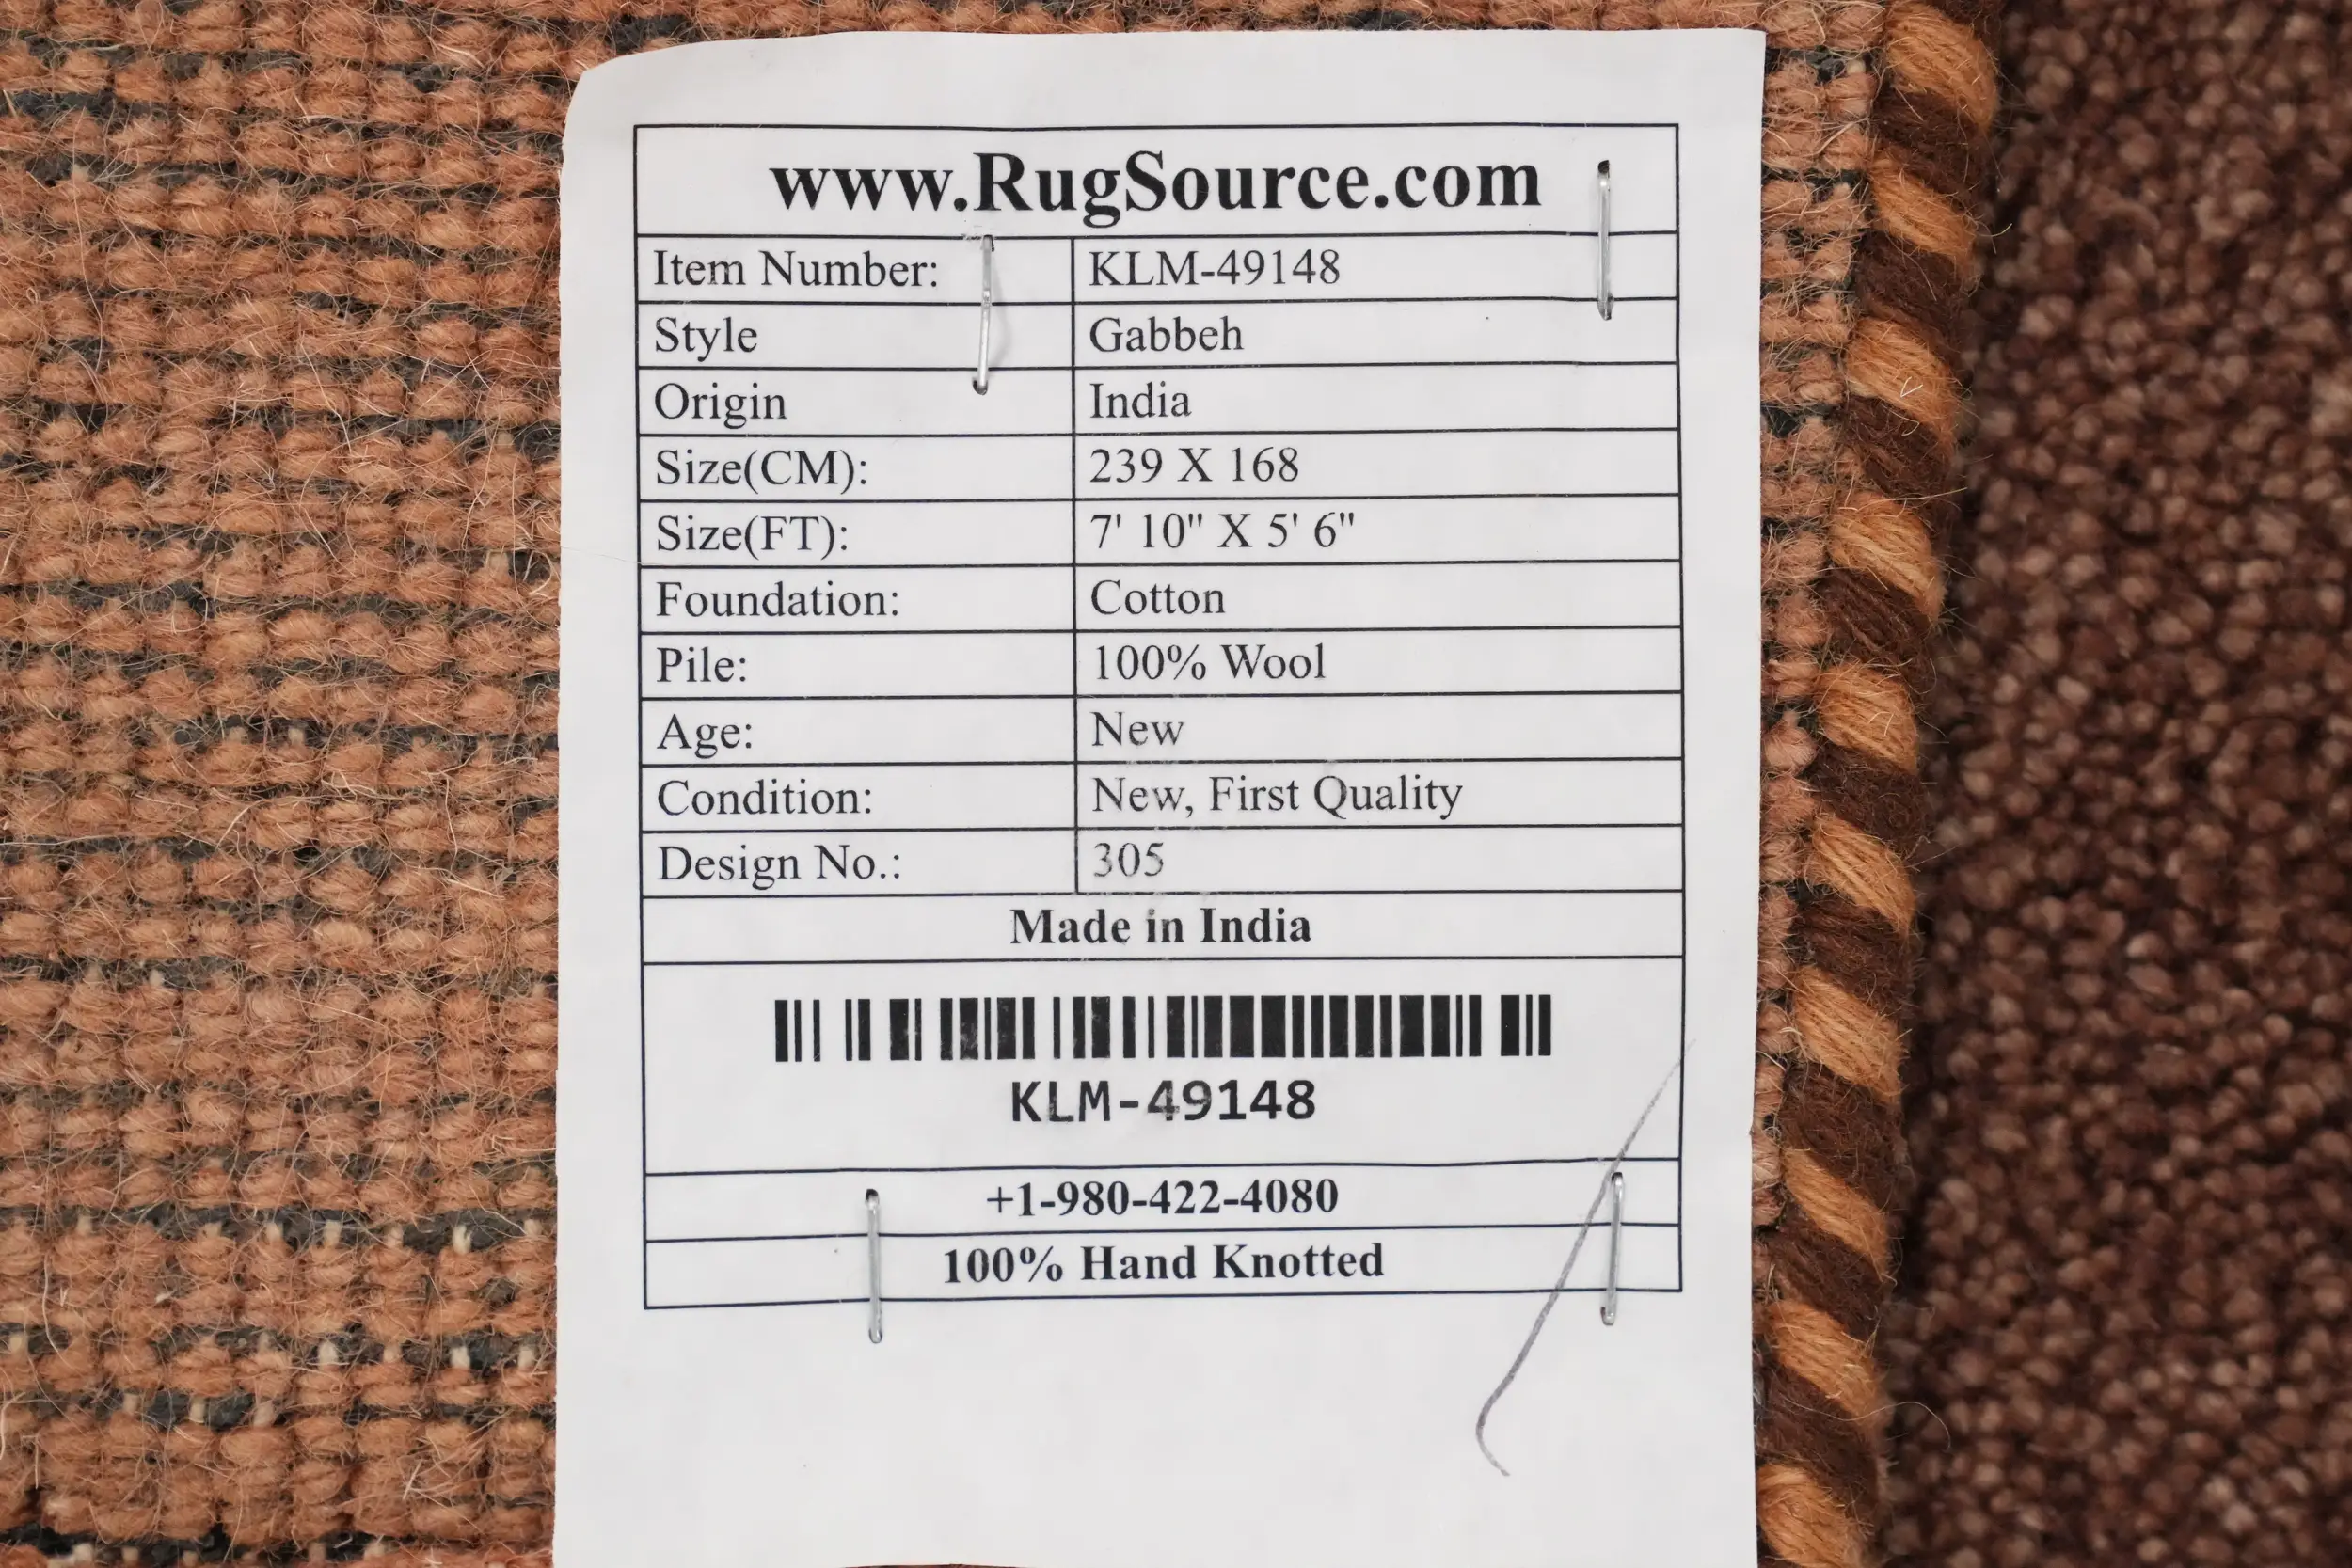 www.RugSource.com
Item Number: KLM-49148
Style Gabbeh
Origin India
Size(CM): 239 X 168
Size(FT): 7' 10" X 5' 6"
Foundation: Cotton
Pile: 100% Wool
Age: New
Condition: New, First Quality
Design No.: 305
Made in India
KLM-49148
+1-980-422-4080
100% Hand Knotted